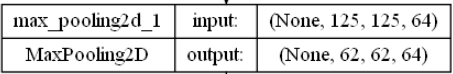 max_pooling2d_1 input: (None, 125, 125, 64)
MaxPooling2D output: (None, 62, 62, 64)